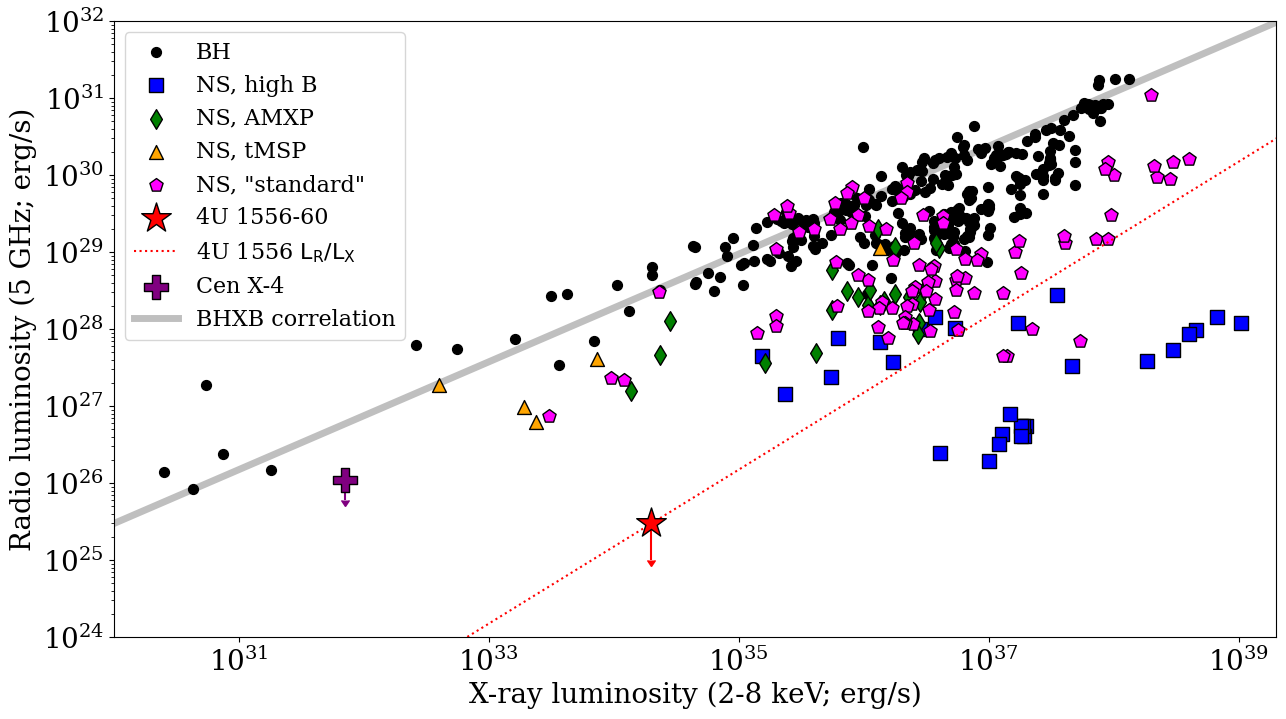 10^32
10^31
10^30
10^29
10^28
10^27
10^26
10^25
10^24
Radio luminosity (5 GHz; erg/s)
BH
NS, high B
NS, AMXP
NS, tMSP
NS, "standard"
4U 1556-60
4U 1556 L_R/L_X
Cen X-4
BHXB correlation
10^31
10^33
10^35
10^37
10^39
X-ray luminosity (2-8 keV; erg/s)